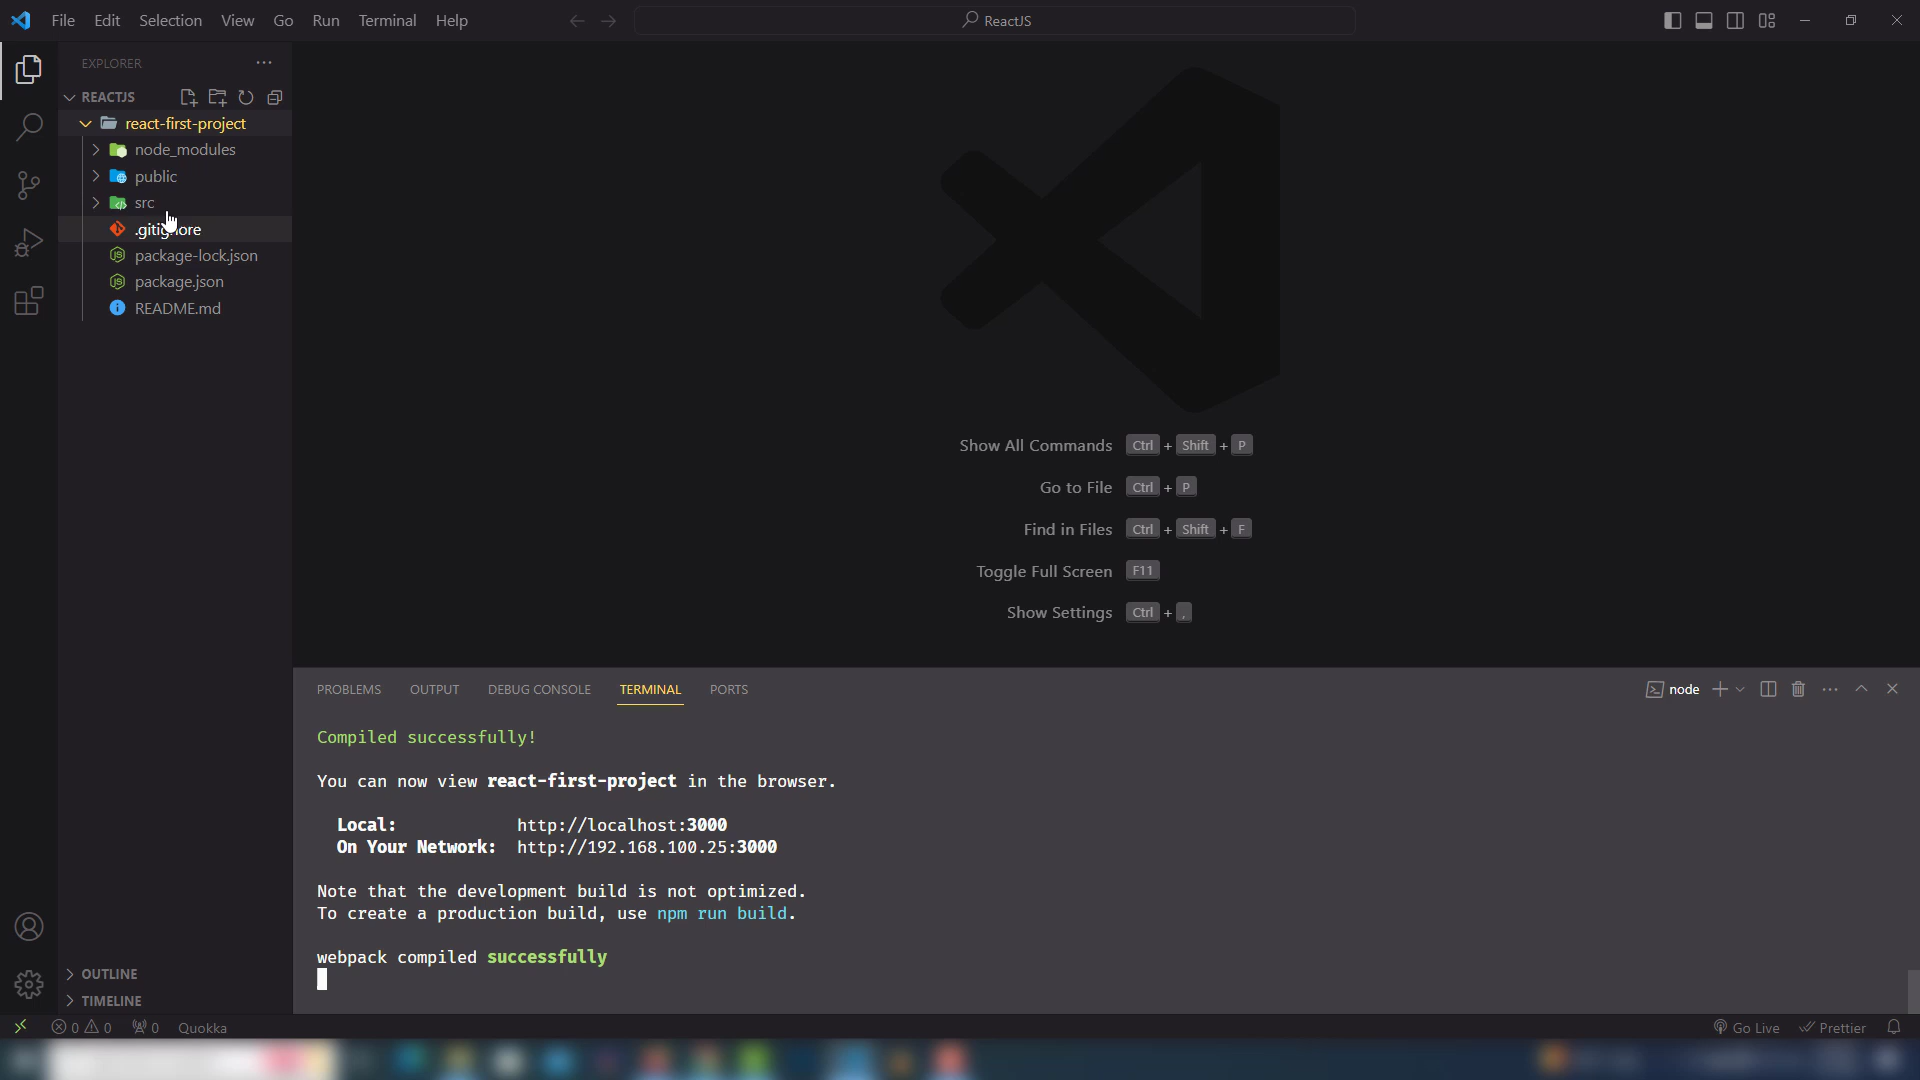 File Edit Selection View Go Run Terminal Help
ReactJS
EXPLORER
REACTJS
react-first-project
node_modules
public
src
.gitignore
package-lock.json
package.json
README.md
OUTLINE
TIMELINE
Show All Commands Ctrl + Shift + P
Go to File Ctrl + P
Find in Files Ctrl + Shift + F
Toggle Full Screen F11
Show Settings Ctrl + ,
PROBLEMS OUTPUT DEBUG CONSOLE TERMINAL PORTS
node
Compiled successfully!
You can now view react-first-project in the browser.
Local: http://localhost:3000
On Your Network: http://192.168.100.25:3000
Note that the development build is not optimized.
To create a production build, use npm run build.
webpack compiled successfully
0 0 0 Quokka
Go Live Prettier